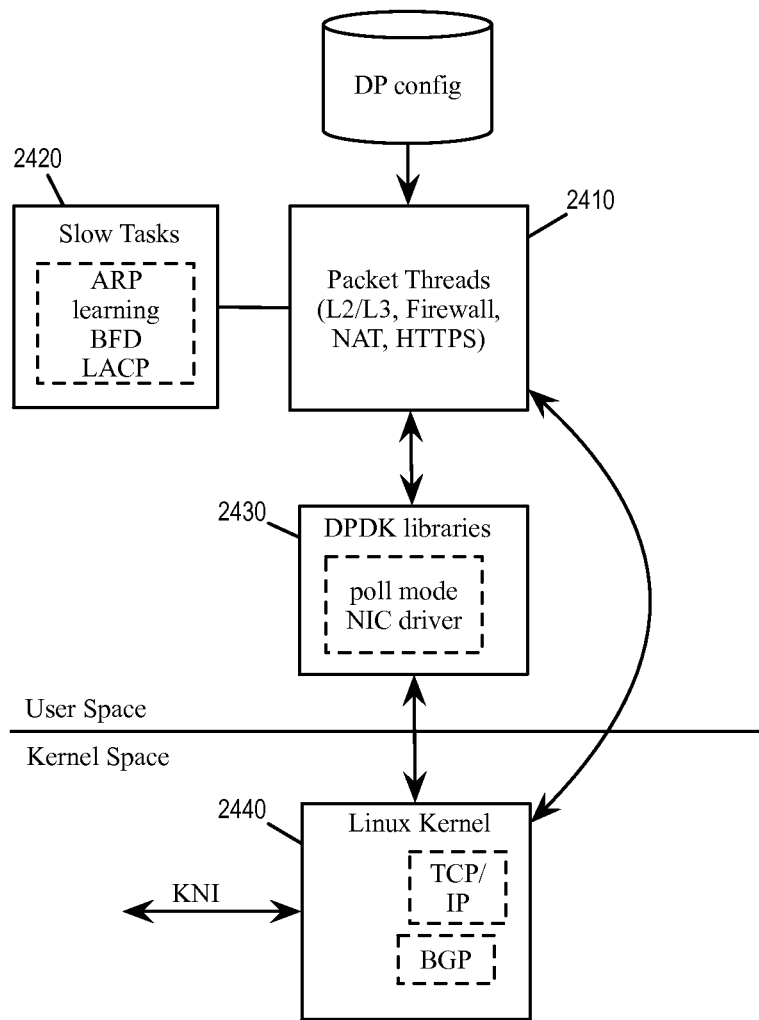 DP config
2420
2410
Slow Tasks
ARP
learning
BFD
LACP
Packet Threads
(L2/L3, Firewall,
NAT, HTTPS)
2430
DPDK libraries
poll mode
NIC driver
User Space
Kernel Space
2440
Linux Kernel
TCP/
IP
KNI
BGP